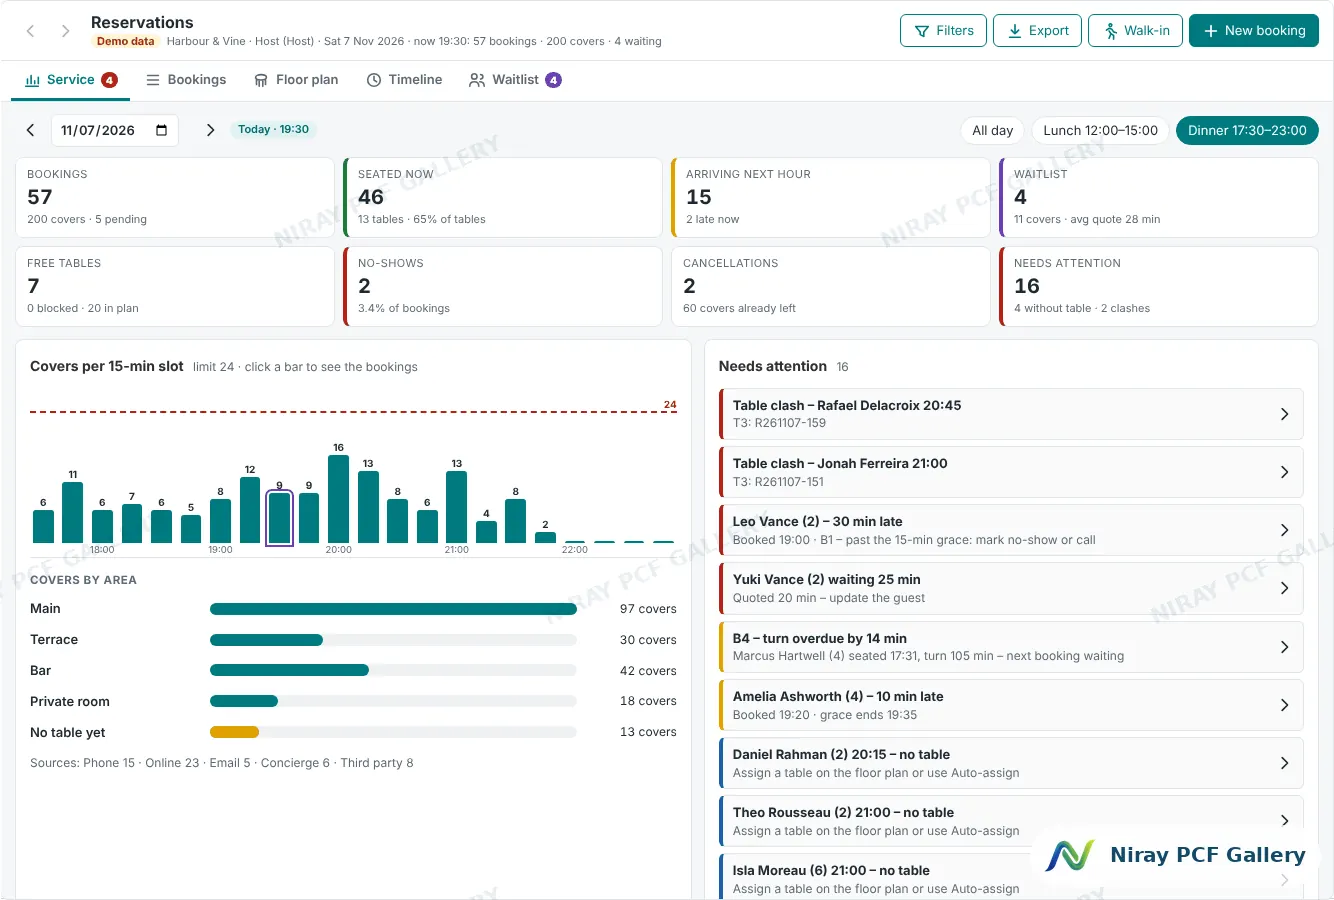 Reservations
Demo data Harbour & Vine · Host (Host) · Sat 7 Nov 2026 · now 19:30: 57 bookings · 200 covers · 4 waiting
Filters
Export
Walk-in
New booking
Service 4
Bookings
Floor plan
Timeline
Waitlist 4
11/07/2026
Today · 19:30
All day
Lunch 12:00–15:00
Dinner 17:30–23:00
BOOKINGS
57
200 covers · 5 pending
SEATED NOW
46
13 tables · 65% of tables
ARRIVING NEXT HOUR
15
2 late now
WAITLIST
4
11 covers · avg quote 28 min
FREE TABLES
7
0 blocked · 20 in plan
NO-SHOWS
2
3.4% of bookings
CANCELLATIONS
2
60 covers already left
NEEDS ATTENTION
16
4 without table · 2 clashes
Covers per 15-min slot limit 24 · click a bar to see the bookings
24
6 11 6 7 6 5 8 12 9 9 16 13 8 6 13 4 8 2
18:00 19:00 20:00 21:00 22:00
COVERS BY AREA
Main 97 covers
Terrace 30 covers
Bar 42 covers
Private room 18 covers
No table yet 13 covers
Sources: Phone 15 · Online 23 · Email 5 · Concierge 6 · Third party 8
Needs attention 16
Table clash – Rafael Delacroix 20:45
T3: R261107-159
Table clash – Jonah Ferreira 21:00
T3: R261107-151
Leo Vance (2) – 30 min late
Booked 19:00 · B1 – past the 15-min grace: mark no-show or call
Yuki Vance (2) waiting 25 min
Quoted 20 min – update the guest
B4 – turn overdue by 14 min
Marcus Hartwell (4) seated 17:31, turn 105 min – next booking waiting
Amelia Ashworth (4) – 10 min late
Booked 19:20 · grace ends 19:35
Daniel Rahman (2) 20:15 – no table
Assign a table on the floor plan or use Auto-assign
Theo Rousseau (2) 21:00 – no table
Assign a table on the floor plan or use Auto-assign
Isla Moreau (6) 21:00 – no table
Assign a table on the floor plan or use Auto-assign
Niray PCF Gallery
NIRAY PCF GALLERY
NIRAY PCF GALLERY
NIRAY PCF GALLERY
NIRAY PCF GALLERY